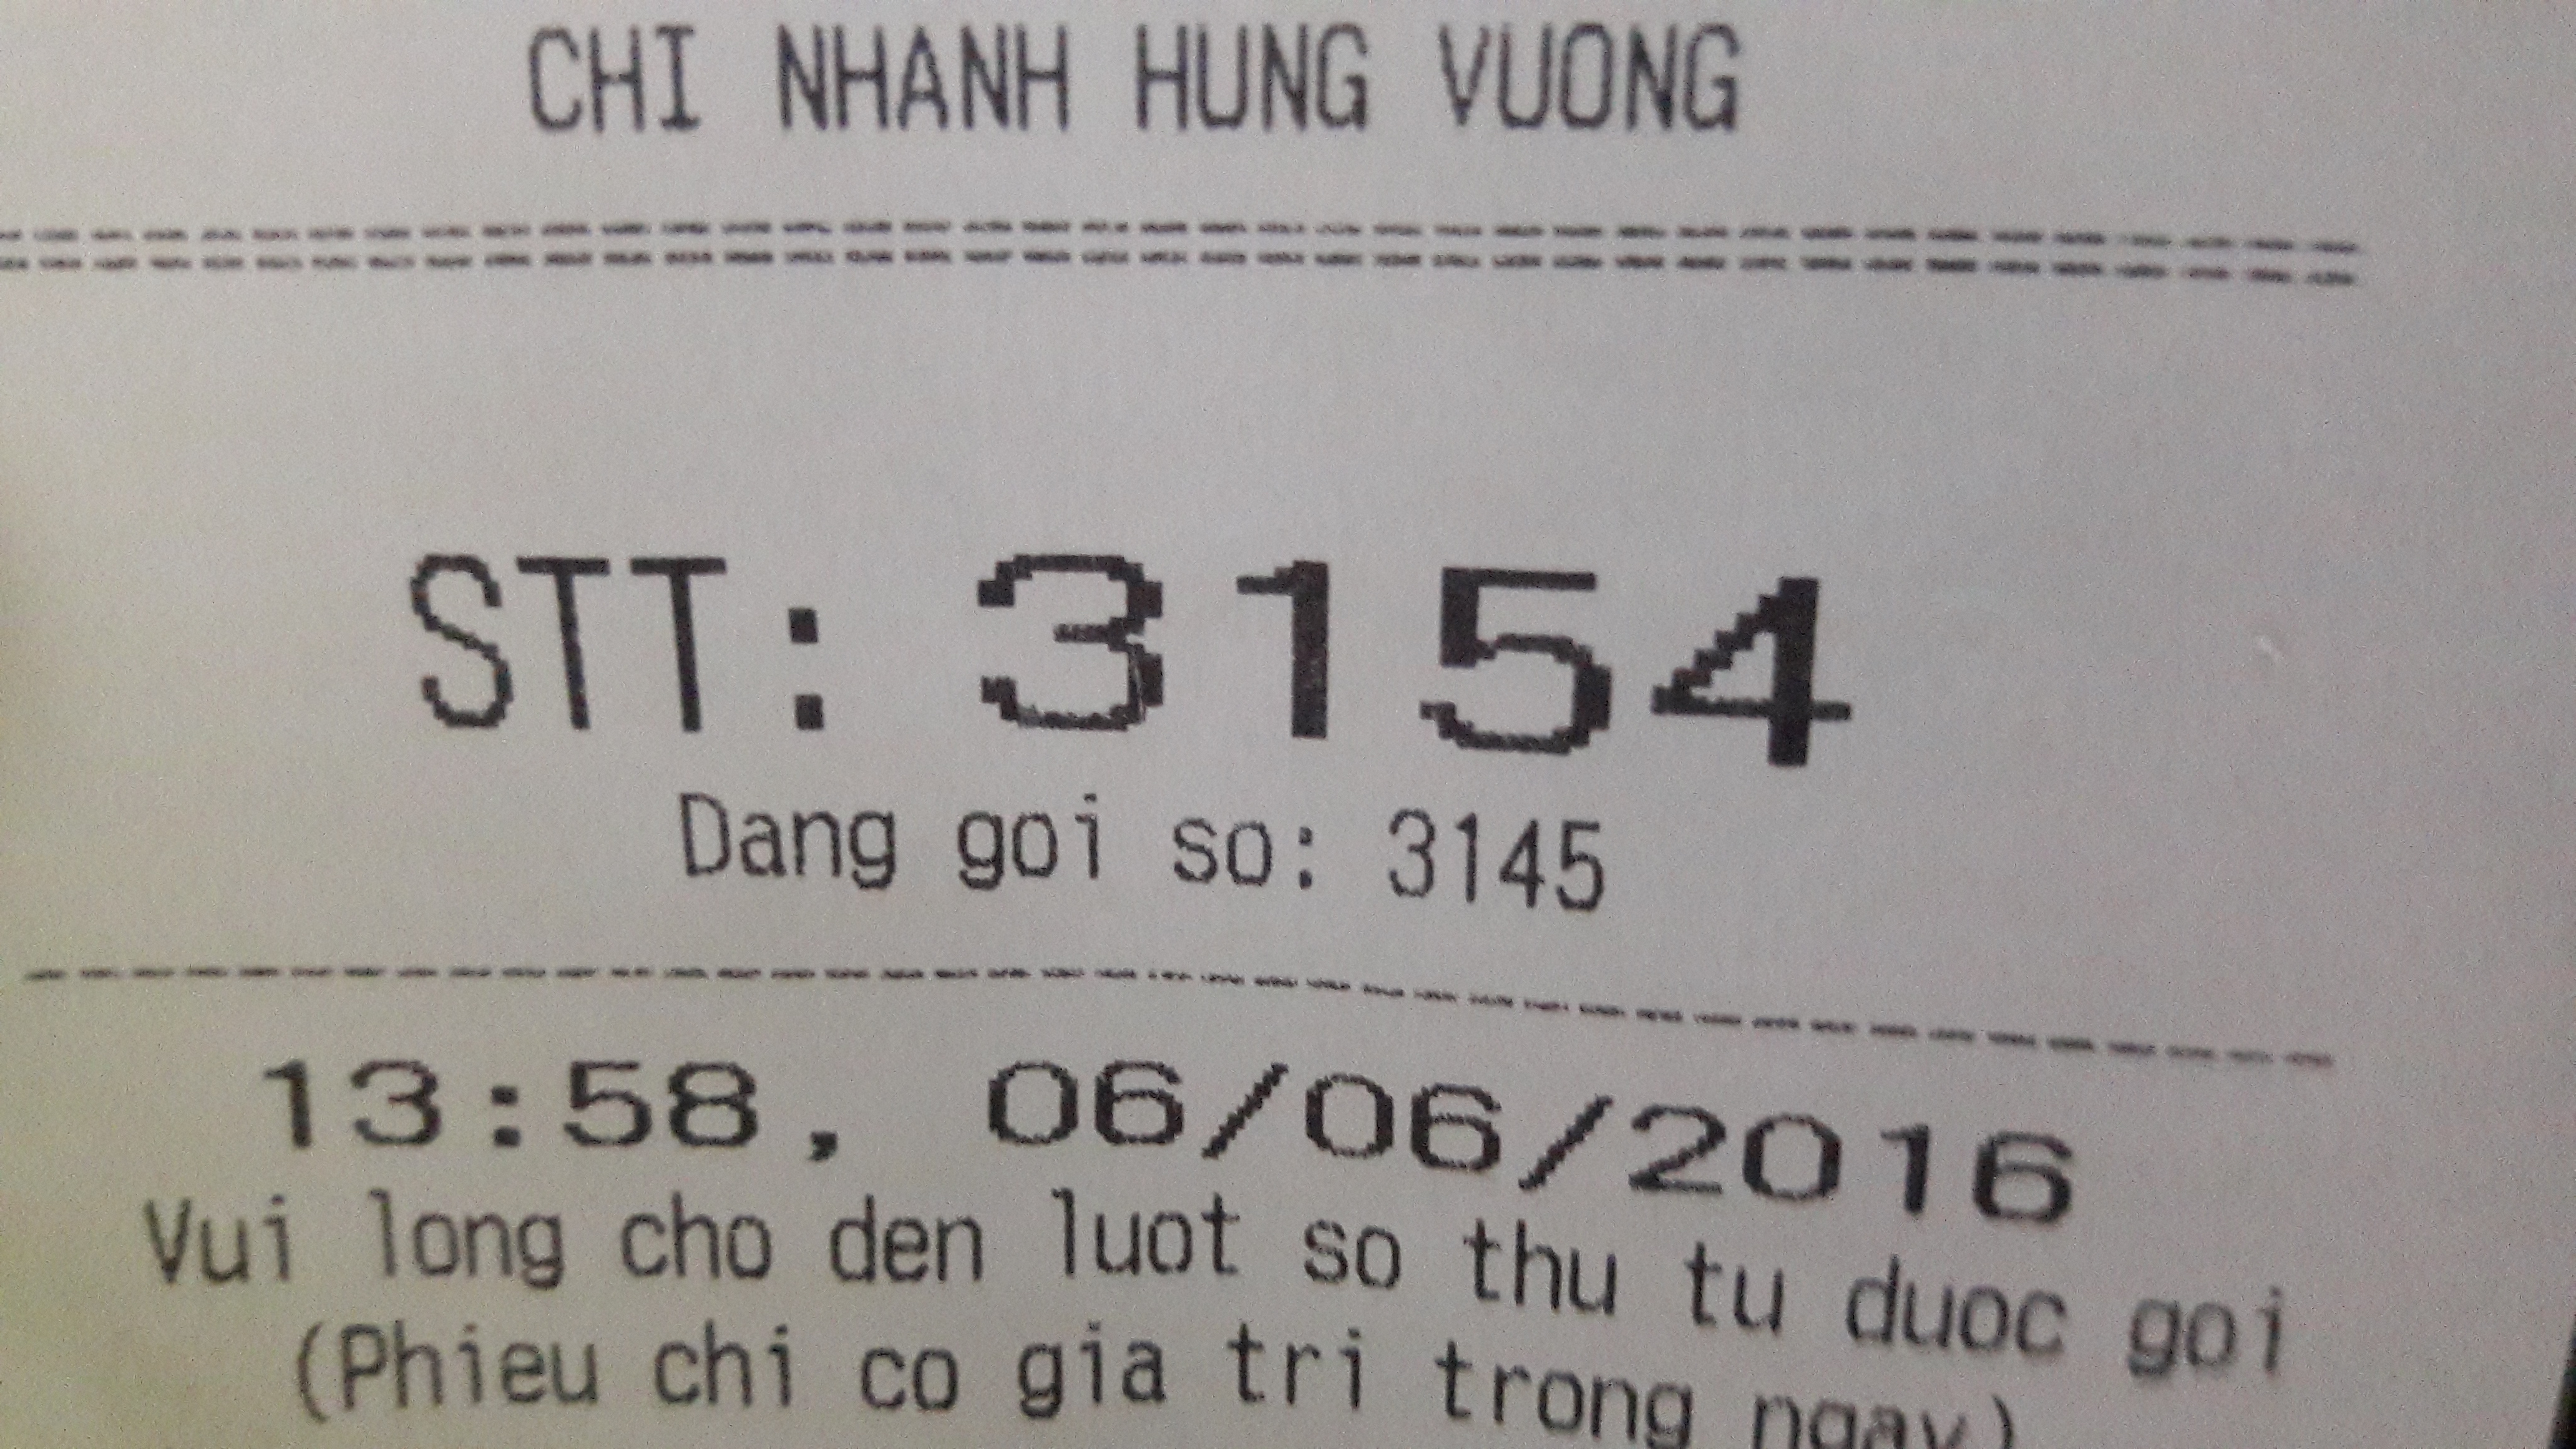 CHI NHANH HUNG VUONG
STT: 3154
Dang goi so: 3145
13:58, 06/06/2016
Vui long cho den luot so thu tu duoc goi
(Phieu chi co gia tri trong ngay)